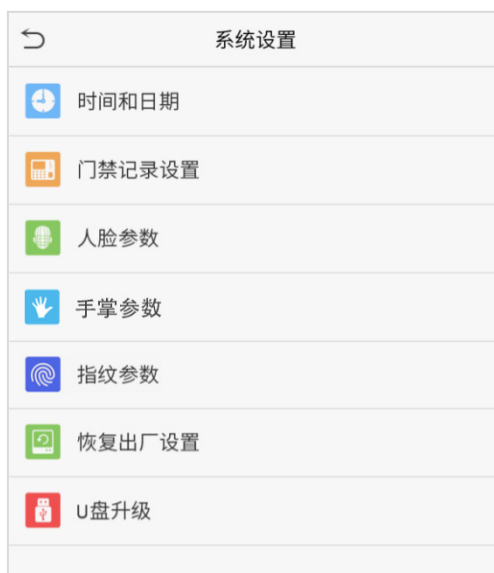 系统设置
时间和日期
门禁记录设置
人脸参数
手掌参数
指纹参数
恢复出厂设置
U盘升级